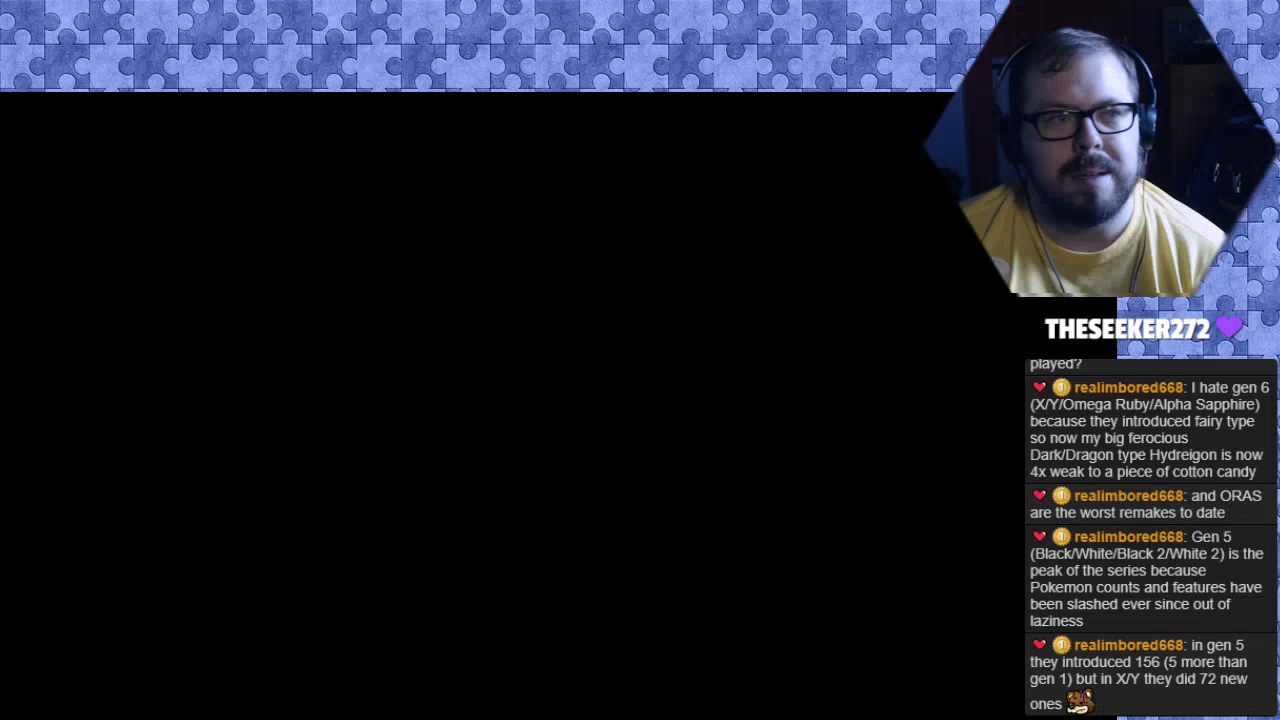 THESEEKER272
played?
realimbored668: I hate gen 6
(X/Y/Omega Ruby/Alpha Sapphire)
because they introduced fairy type
so now my big ferocious
Dark/Dragon type Hydreigon is now
4x weak to a piece of cotton candy
realimbored668: and ORAS
are the worst remakes to date
realimbored668: Gen 5
(Black/White/Black 2/White 2) is the
peak of the series because
Pokemon counts and features have
been slashed ever since out of
laziness
realimbored668: in gen 5
they introduced 156 (5 more than
gen 1) but in X/Y they did 72 new
ones